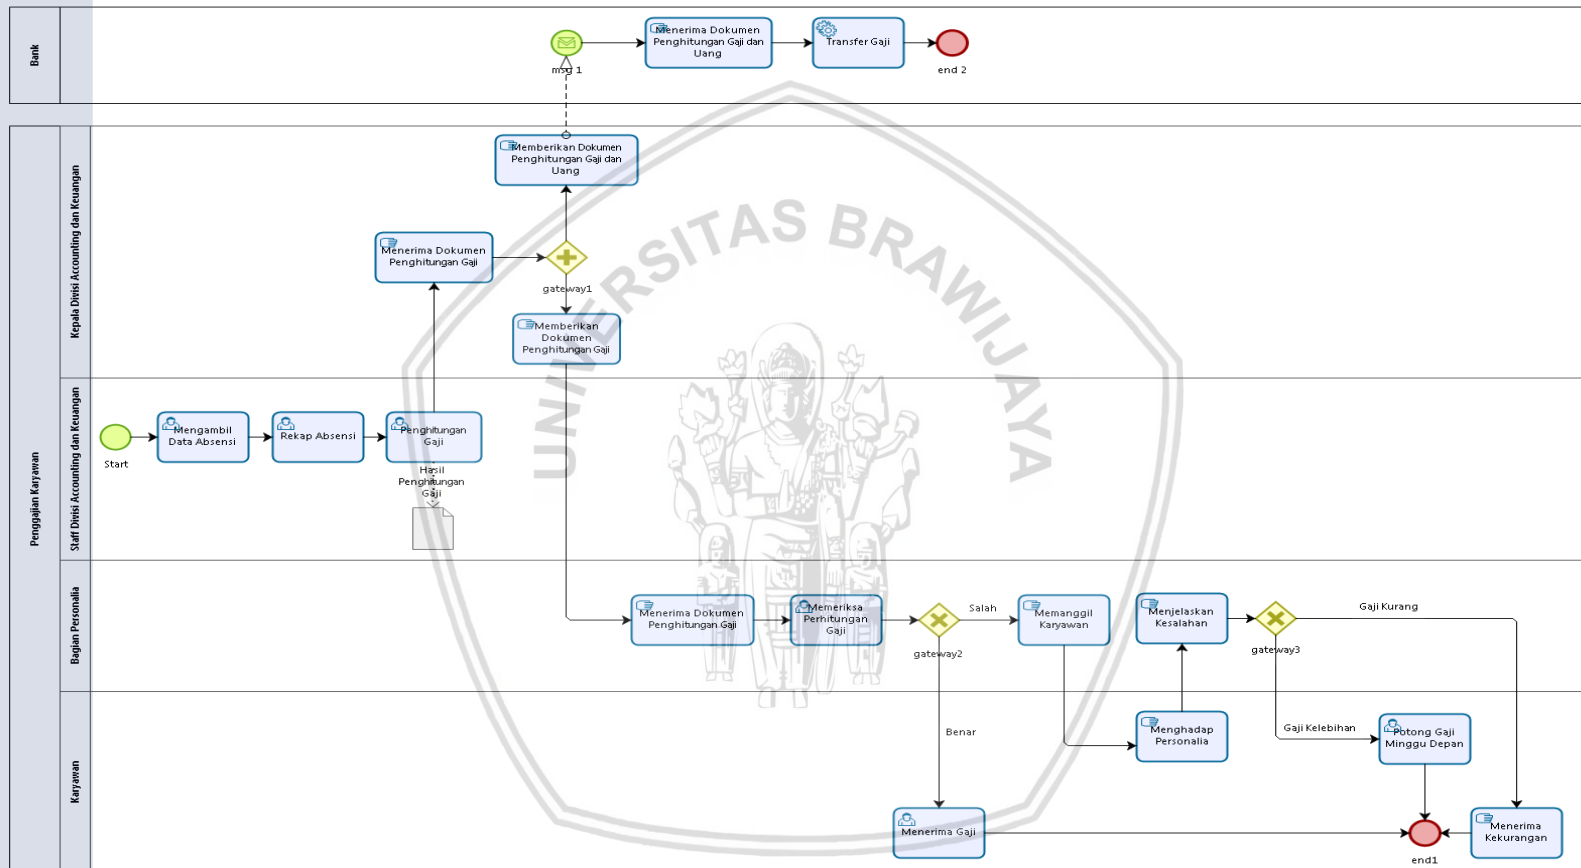 Bank
msg 1
Menerima Dokumen
Penghitungan Gaji dan
Uang
Transfer Gaji
end 2
Penggajian Karyawan
Kepala Divisi Accounting dan Keuangan
Memberikan Dokumen
Penghitungan Gaji dan
Uang
Menerima Dokumen
Penghitungan Gaji
gateway1
Memberikan
Dokumen
Penghitungan Gaji
Staff Divisi Accounting dan Keuangan
Start
Mengambil
Data Absensi
Rekap Absensi
Penghitungan
Gaji
Hasil
Penghitungan
Gaji
Bagian Personalia
Menerima Dokumen
Penghitungan Gaji
Memeriksa
Perhitungan
Gaji
gateway2
Salah
Benar
Memanggil
Karyawan
Menjelaskan
Kesalahan
gateway3
Gaji Kurang
Gaji Kelebihan
Karyawan
Menghadap
Personalia
Potong Gaji
Minggu Depan
Menerima Gaji
end1
Menerima
Kekurangan
UNIVERSITAS BRAWIJAYA